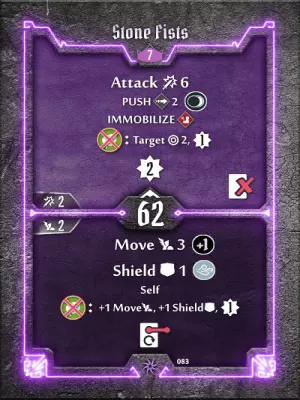 Stone Fists
7
Attack 6
PUSH 2
IMMOBILIZE
: Target 2, 1
2
2
62
2
Move 3 +1
Shield 1
Self
: +1 Move, +1 Shield, 1
083